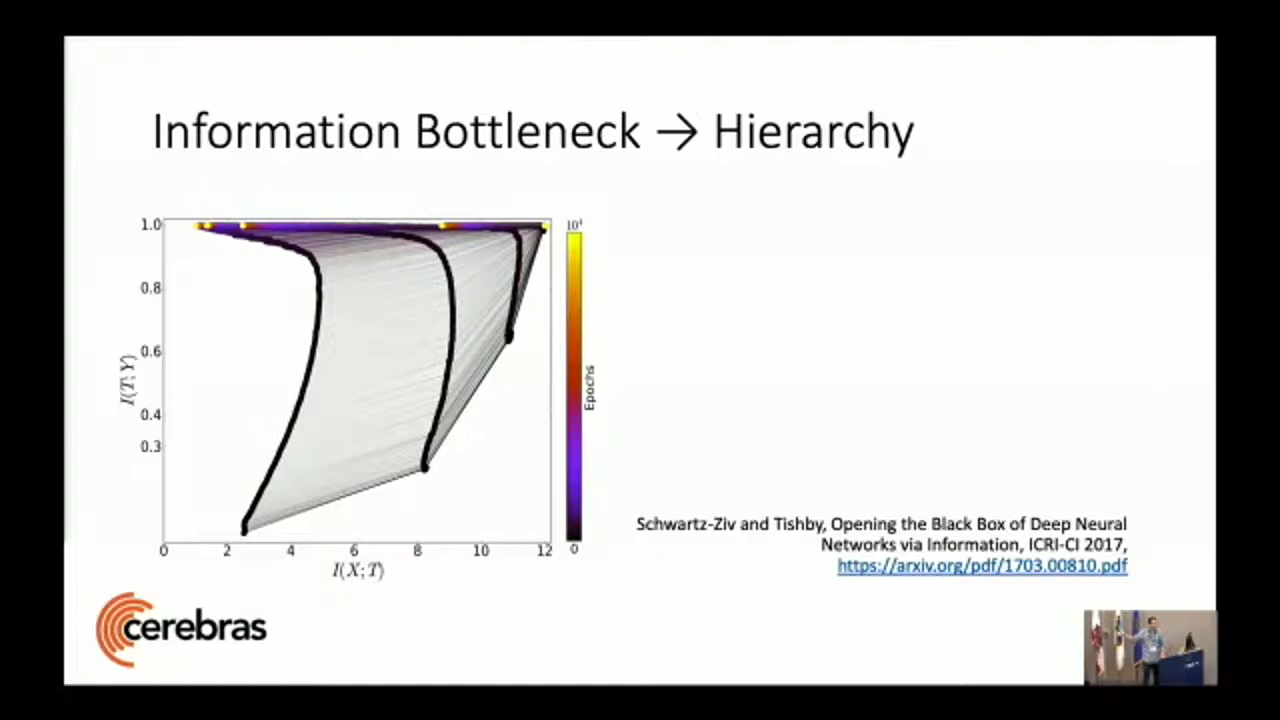 Information Bottleneck → Hierarchy
1.0
0.8
0.6
0.4
0.3
I(T;Y)
0 2 4 6 8 10 12
I(X;T)
10⁴
Epochs
0
Schwartz-Ziv and Tishby, Opening the Black Box of Deep Neural
Networks via Information, ICRI-CI 2017,
https://arxiv.org/pdf/1703.00810.pdf
cerebras